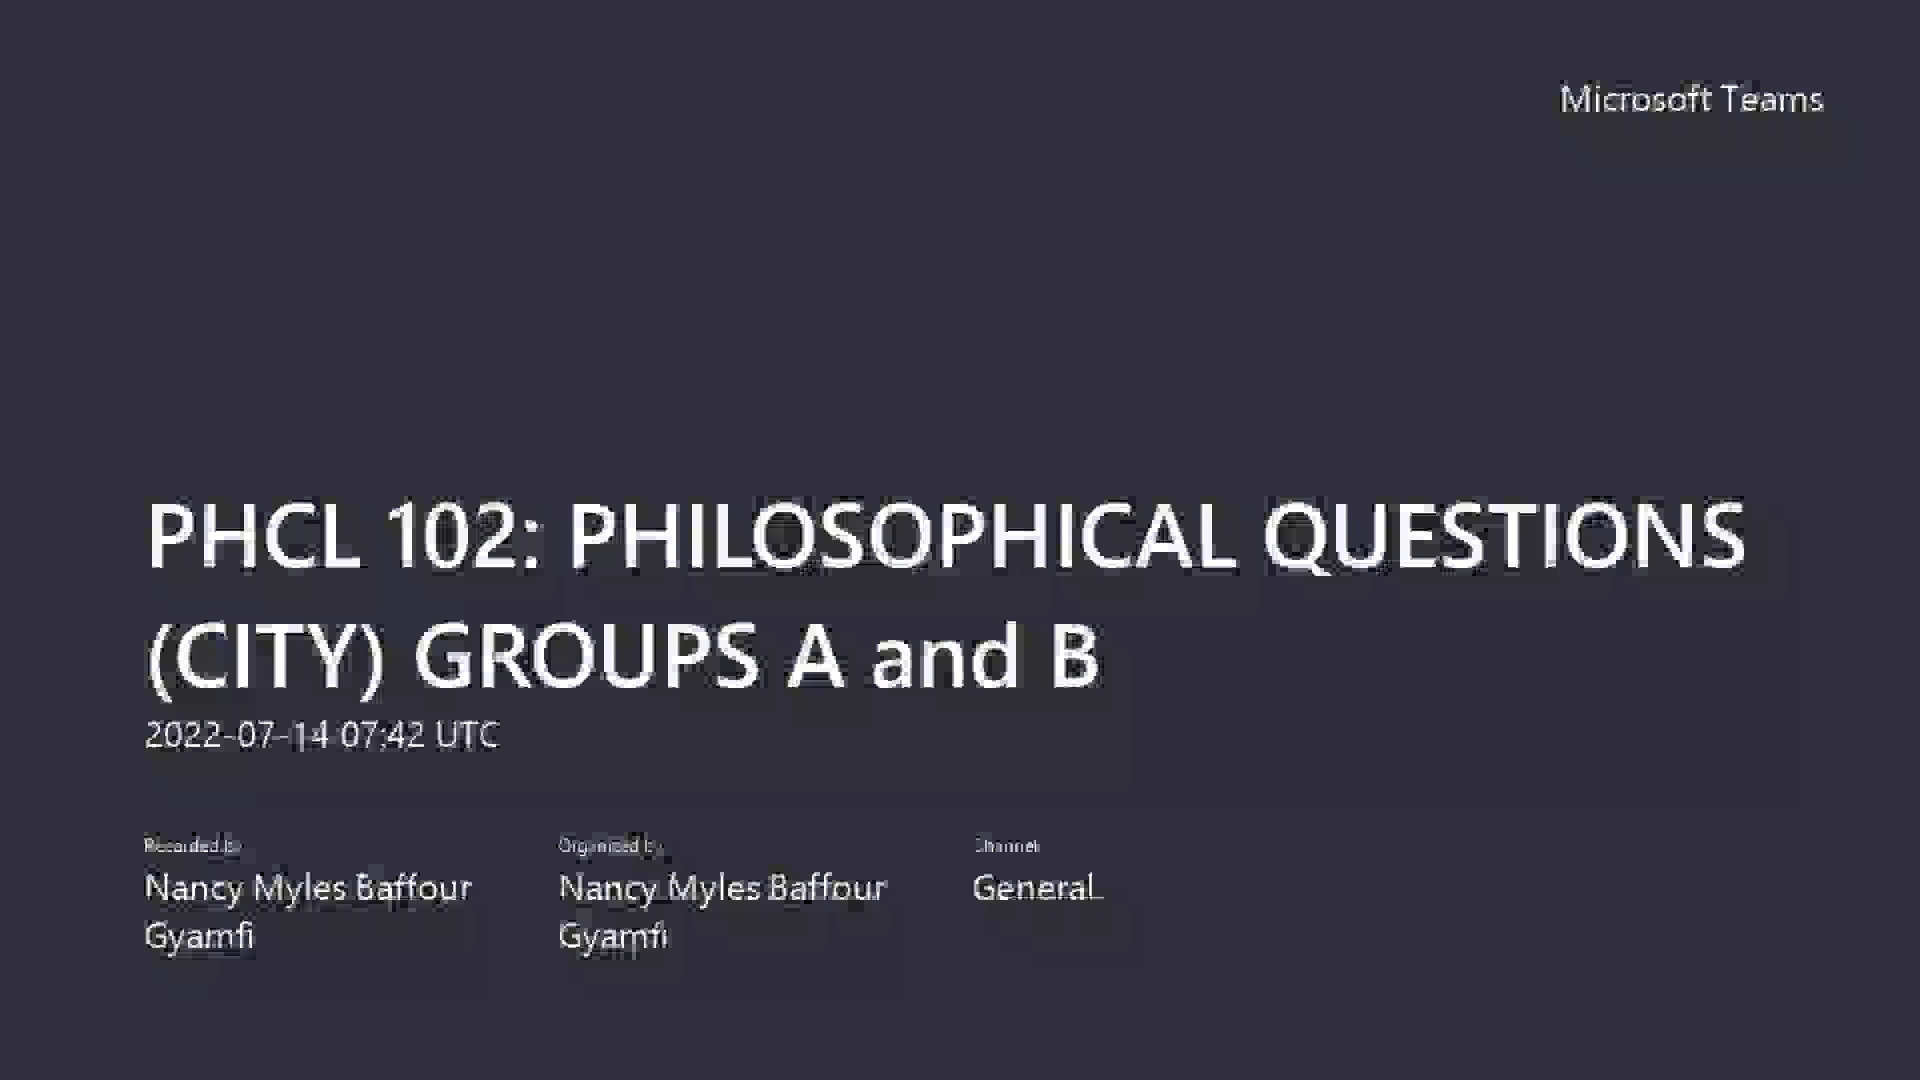 Microsoft Teams
PHCL 102: PHILOSOPHICAL QUESTIONS
(CITY) GROUPS A and B
2022-07-14 07:42 UTC
Recorded by
Organized by
Channel
Nancy Myles Baffour
Nancy Myles Baffour
General
Gyamfi
Gyamfi